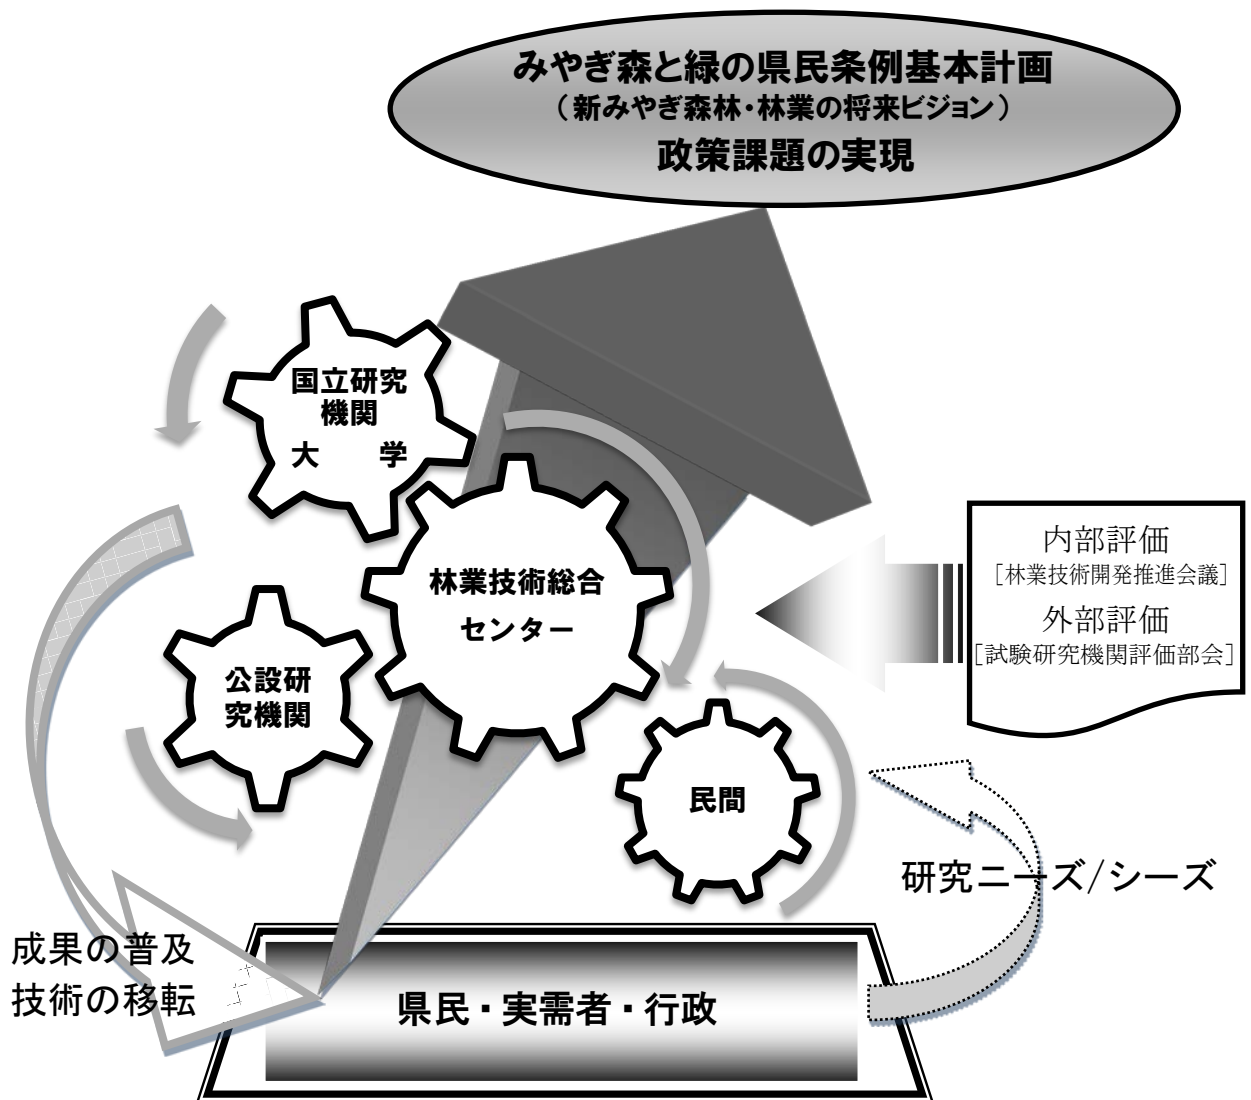 みやぎ森と緑の県民条例基本計画
(新みやぎ森林・林業の将来ビジョン)
政策課題の実現
国立研究
機関
大　学
林業技術総合
センター
公設研
究機関
民間
内部評価
[林業技術開発推進会議]
外部評価
[試験研究機関評価部会]
研究ニーズ/シーズ
成果の普及
技術の移転
県民・実需者・行政